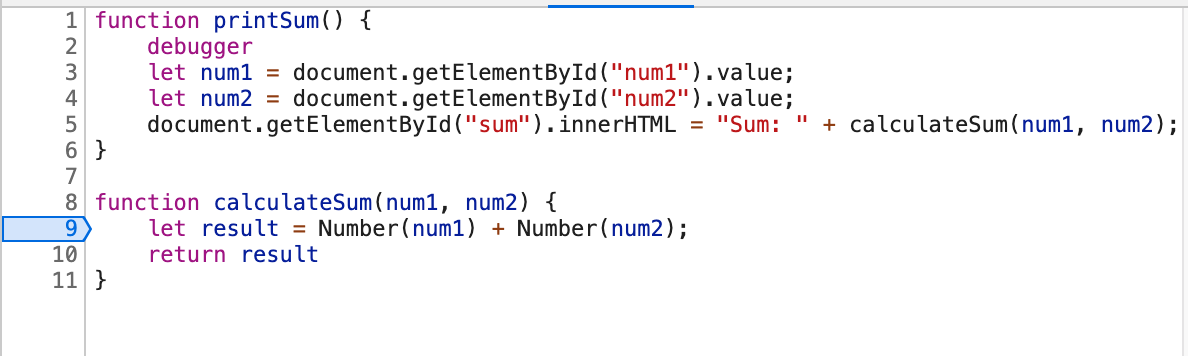 1 function printSum() {
2     debugger
3     let num1 = document.getElementById("num1").value;
4     let num2 = document.getElementById("num2").value;
5     document.getElementById("sum").innerHTML = "Sum: " + calculateSum(num1, num2);
6 }
7
8 function calculateSum(num1, num2) {
9     let result = Number(num1) + Number(num2);
10     return result
11 }